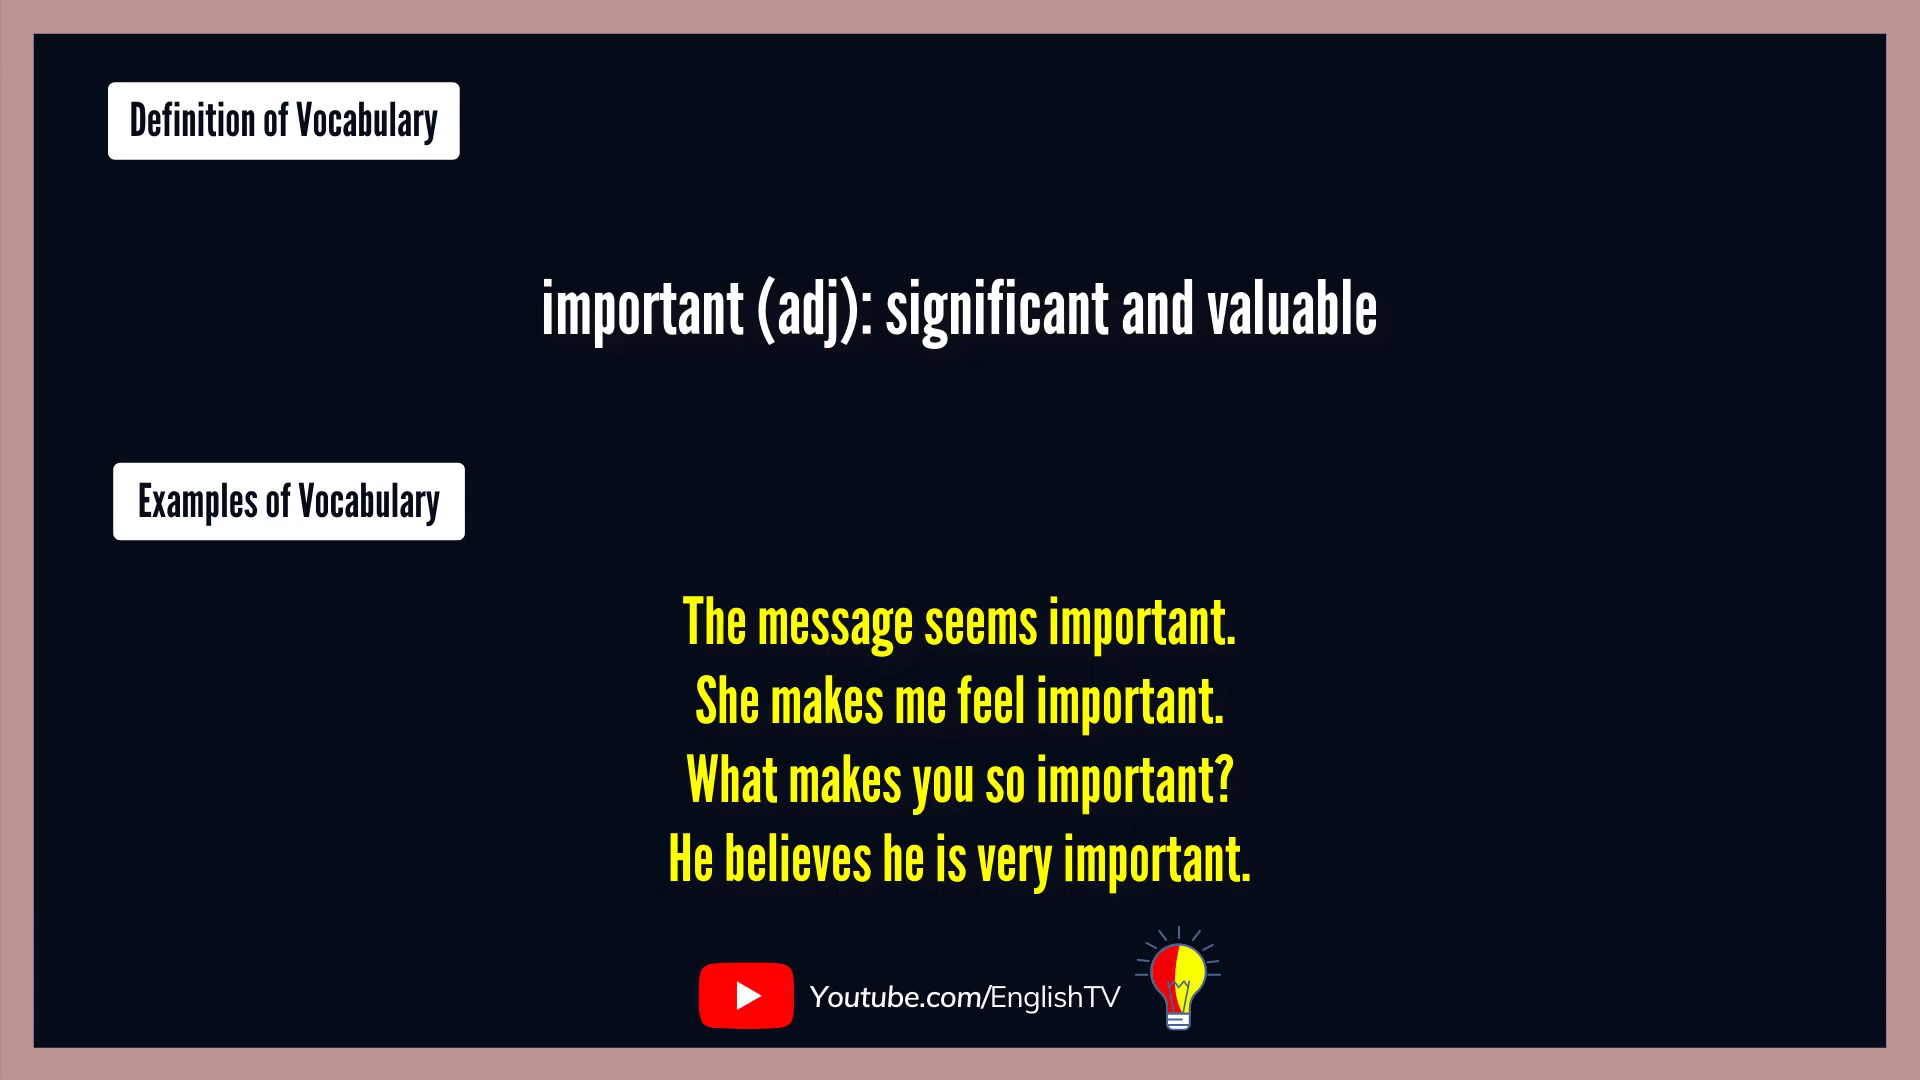 Definition of Vocabulary
important (adj): significant and valuable
Examples of Vocabulary
The message seems important.
She makes me feel important.
What makes you so important?
He believes he is very important.
Youtube.com/EnglishTV